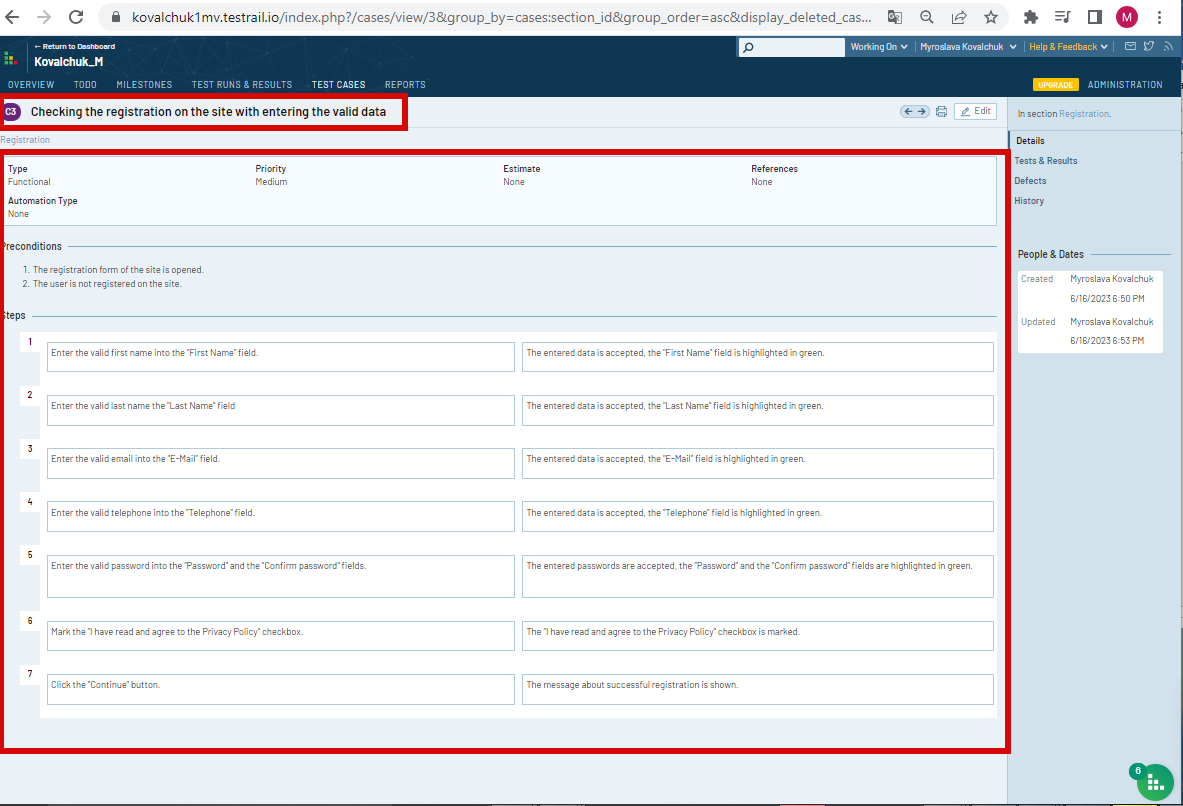 kovalchuk1mv.testrail.io/index.php?/cases/view/3&group_by=cases:section_id&group_order=asc&display_deleted_cas...
M
← Return to Dashboard
Kovalchuk_M
Working On
Myroslava Kovalchuk
Help & Feedback
OVERVIEW
TODO
MILESTONES
TEST RUNS & RESULTS
TEST CASES
REPORTS
UPGRADE
ADMINISTRATION
C3
Checking the registration on the site with entering the valid data
Edit
Registration
In section Registration.
Details
Tests & Results
Defects
History
People & Dates
Created Myroslava Kovalchuk
6/16/2023 6:50 PM
Updated Myroslava Kovalchuk
6/16/2023 6:53 PM
Type Priority Estimate References
Functional Medium None None
Automation Type
None
Preconditions
1. The registration form of the site is opened.
2. The user is not registered on the site.
Steps
1
Enter the valid first name into the "First Name" field.
The entered data is accepted, the "First Name" field is highlighted in green.
2
Enter the valid last name the "Last Name" field
The entered data is accepted, the "Last Name" field is highlighted in green.
3
Enter the valid email into the "E-Mail" field.
The entered data is accepted, the "E-Mail" field is highlighted in green.
4
Enter the valid telephone into the "Telephone" field.
The entered data is accepted, the "Telephone" field is highlighted in green.
5
Enter the valid password into the "Password" and the "Confirm password" fields.
The entered passwords are accepted, the "Password" and the "Confirm password" fields are highlighted in green.
6
Mark the "I have read and agree to the Privacy Policy" checkbox.
The "I have read and agree to the Privacy Policy" checkbox is marked.
7
Click the "Continue" button.
The message about successful registration is shown.
6